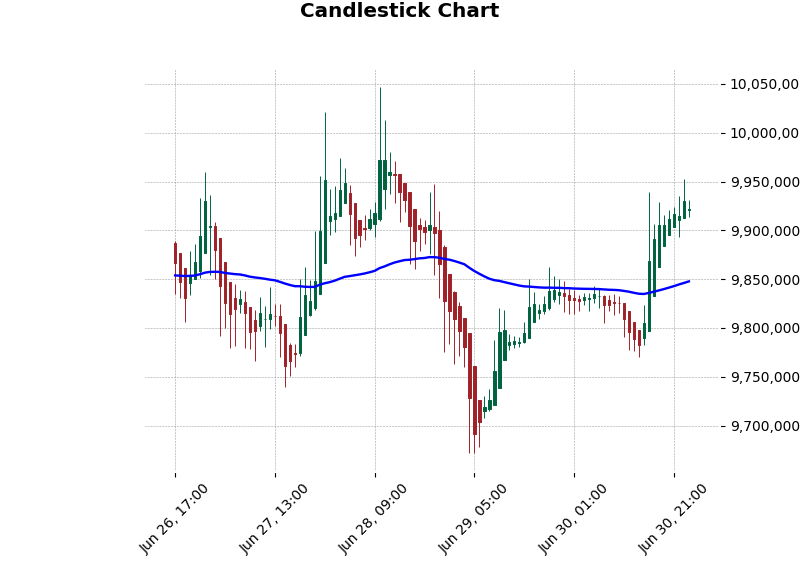 Candlestick Chart
10,050,00
10,000,00
9,950,000
9,900,000
9,850,000
9,800,000
9,750,000
9,700,000
Jun 26, 17:00
Jun 27, 13:00
Jun 28, 09:00
Jun 29, 05:00
Jun 30, 01:00
Jun 30, 21:00